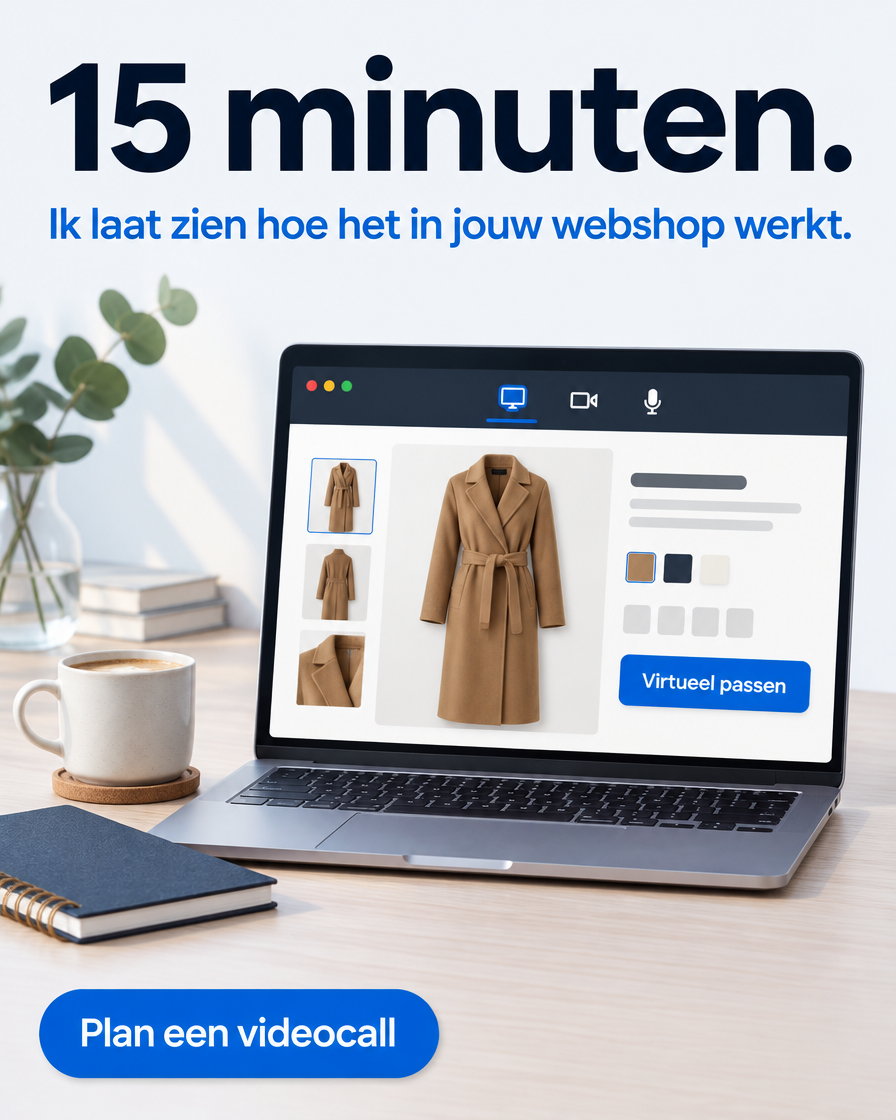 15 minuten.
Ik laat zien hoe het in jouw webshop werkt.
Virtueel passen
Plan een videocall